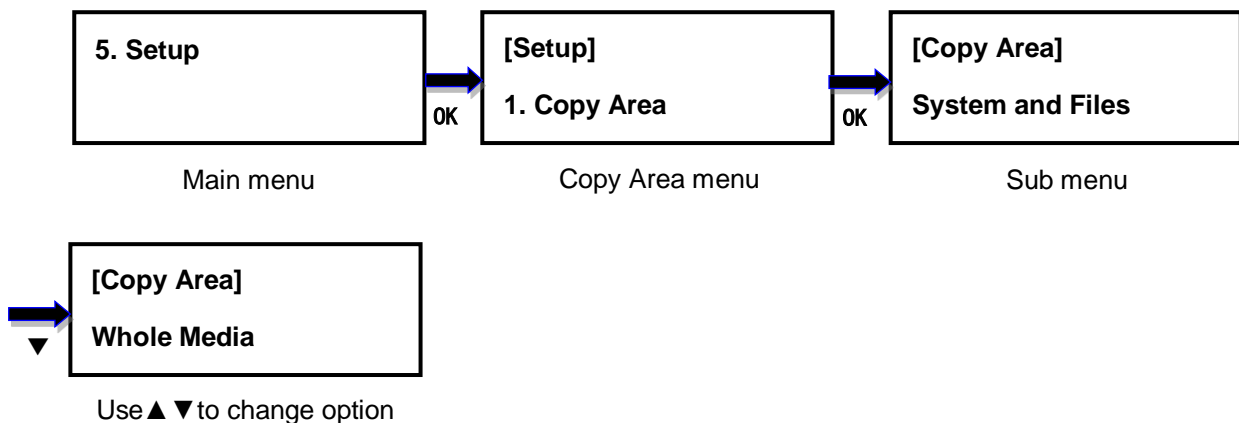 5. Setup
[Setup]
1. Copy Area
[Copy Area]
System and Files
OK
OK
Main menu
Copy Area menu
Sub menu
[Copy Area]
Whole Media
▼
Use▲ ▼to change option